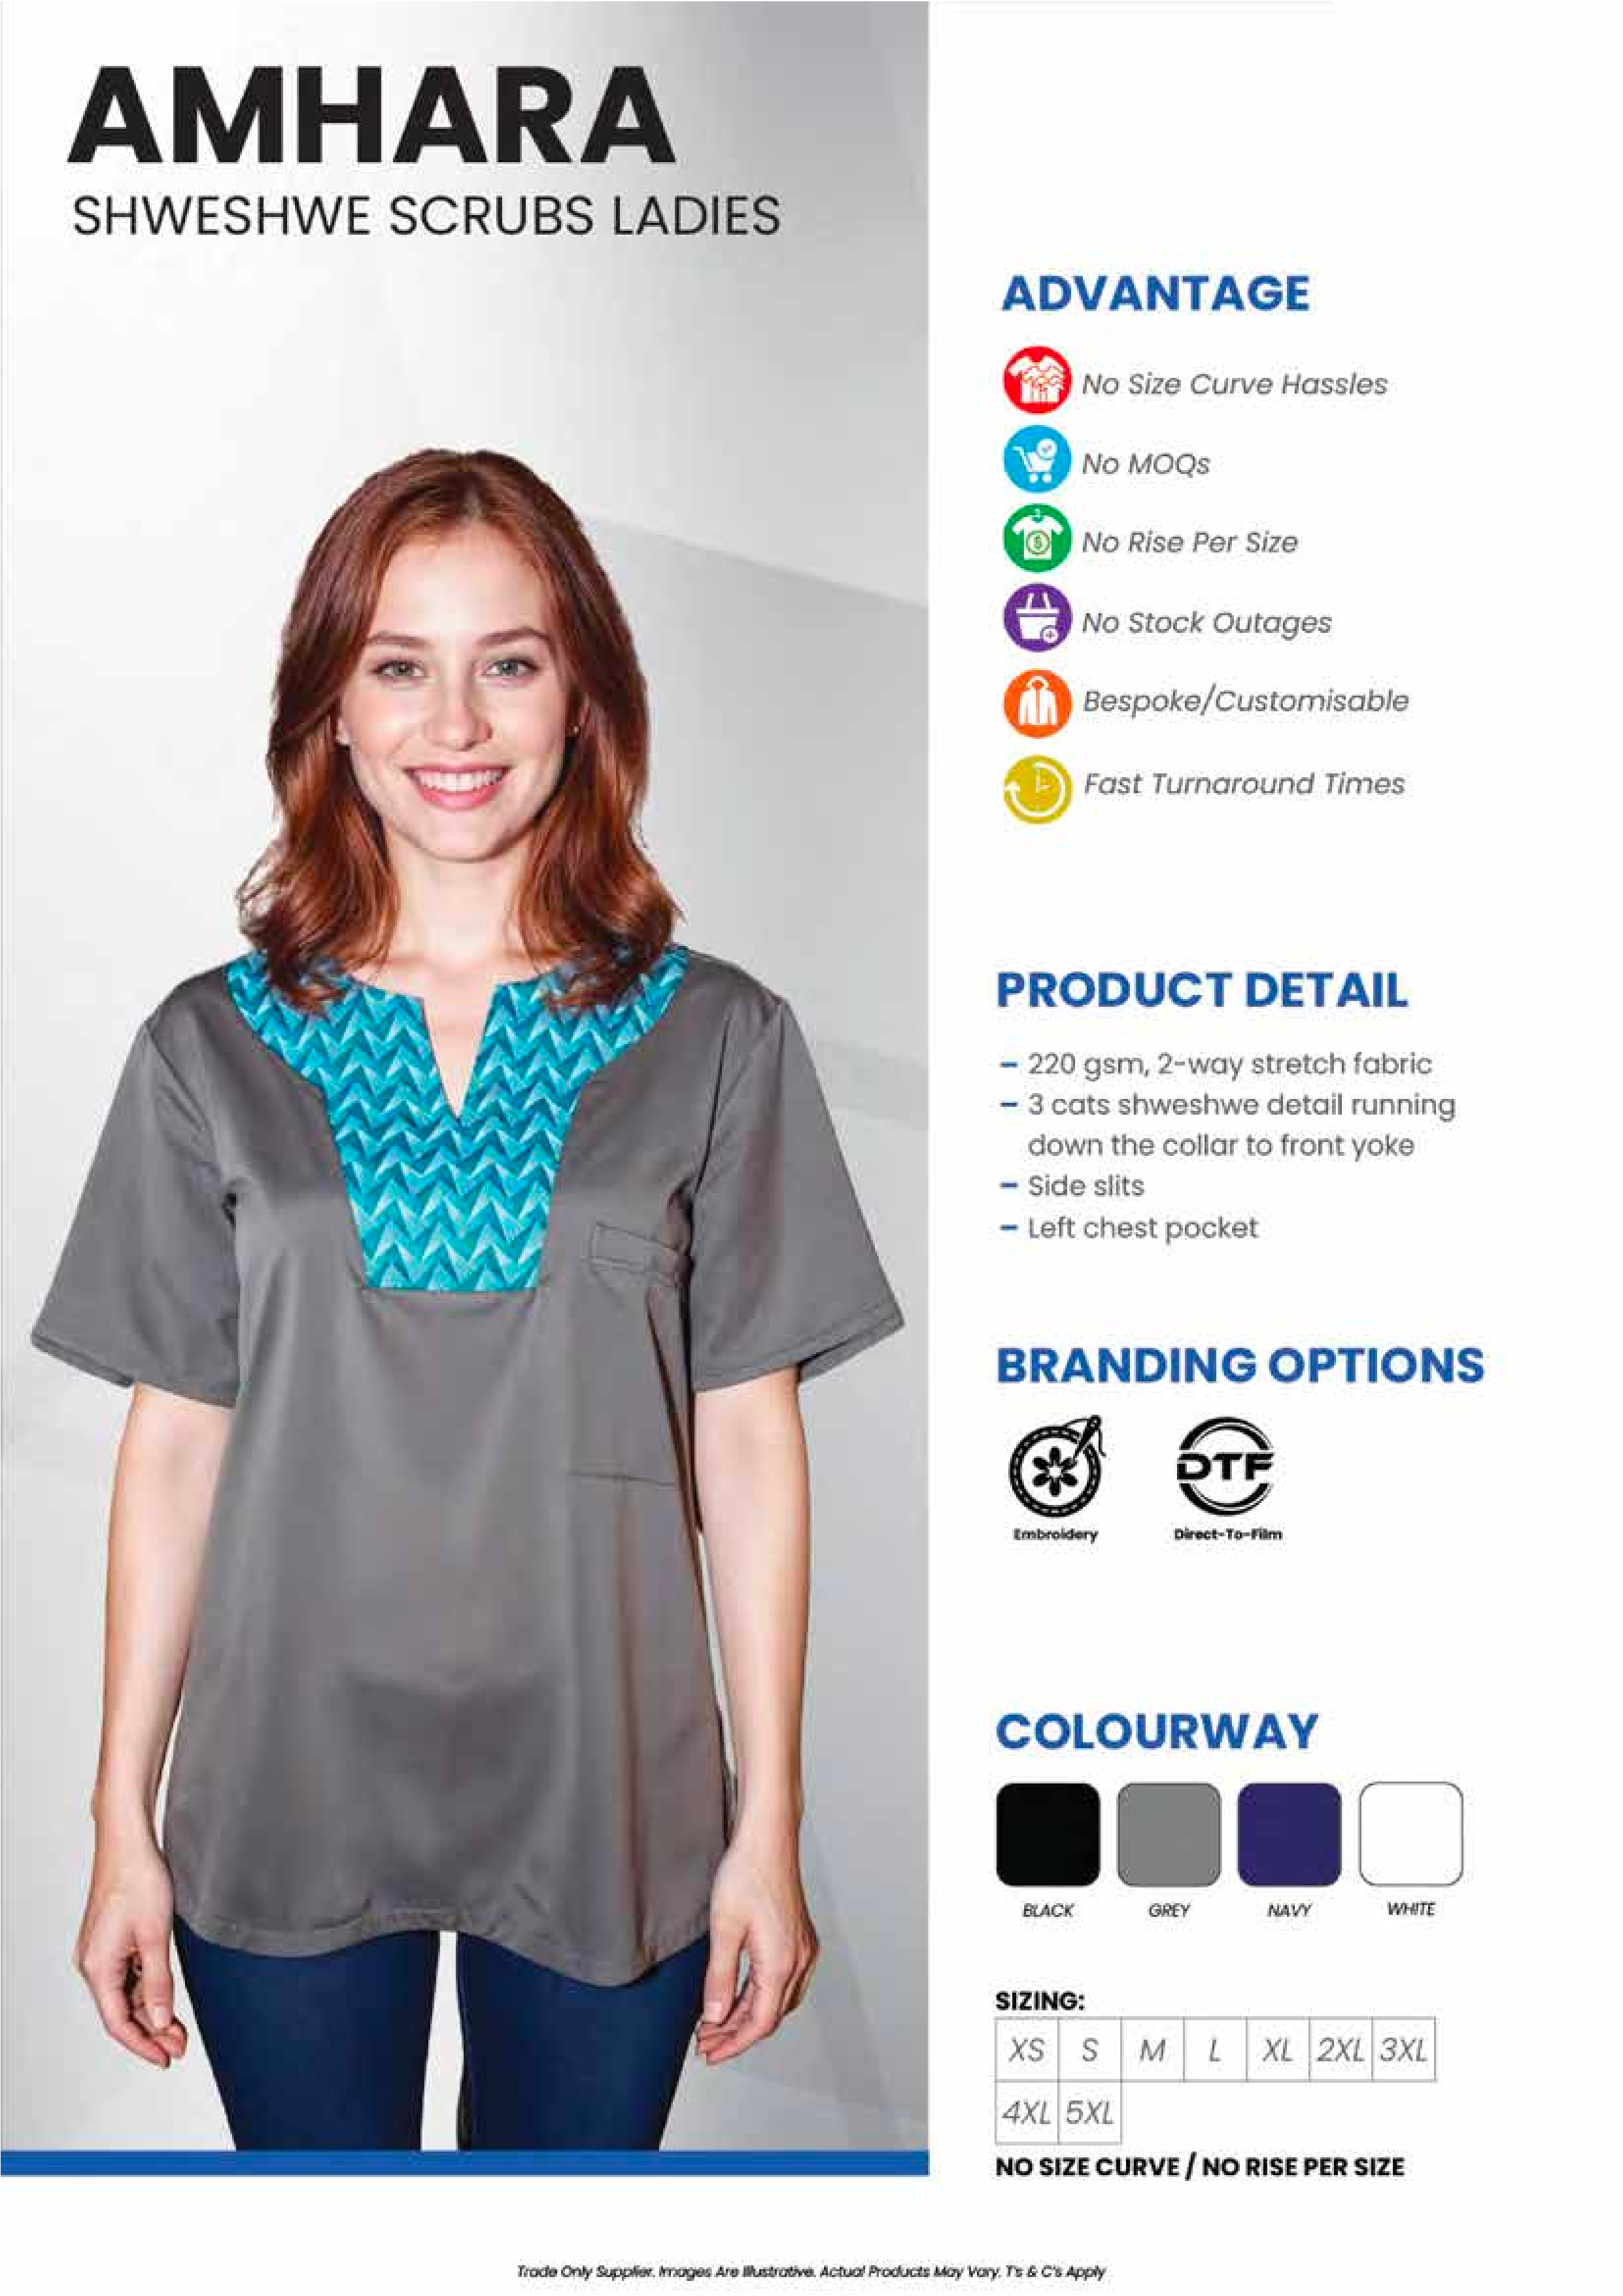 AMHARA
SHWESHWE SCRUBS LADIES
ADVANTAGE
No Size Curve Hassles
No MOQs
No Rise Per Size
No Stock Outages
Bespoke/Customisable
Fast Turnaround Times
PRODUCT DETAIL
- 220 gsm, 2-way stretch fabric
- 3 cats shweshwe detail running
down the collar to front yoke
- Side slits
- Left chest pocket
BRANDING OPTIONS
DTF
Embroidery Direct-To-Film
COLOURWAY
BLACK GREY NAVY WHITE
SIZING:
XS S M L XL 2XL 3XL
4XL 5XL
NO SIZE CURVE / NO RISE PER SIZE
Trade Only Supplier. Images Are Illustrative. Actual Products May Vary. T's & C's Apply